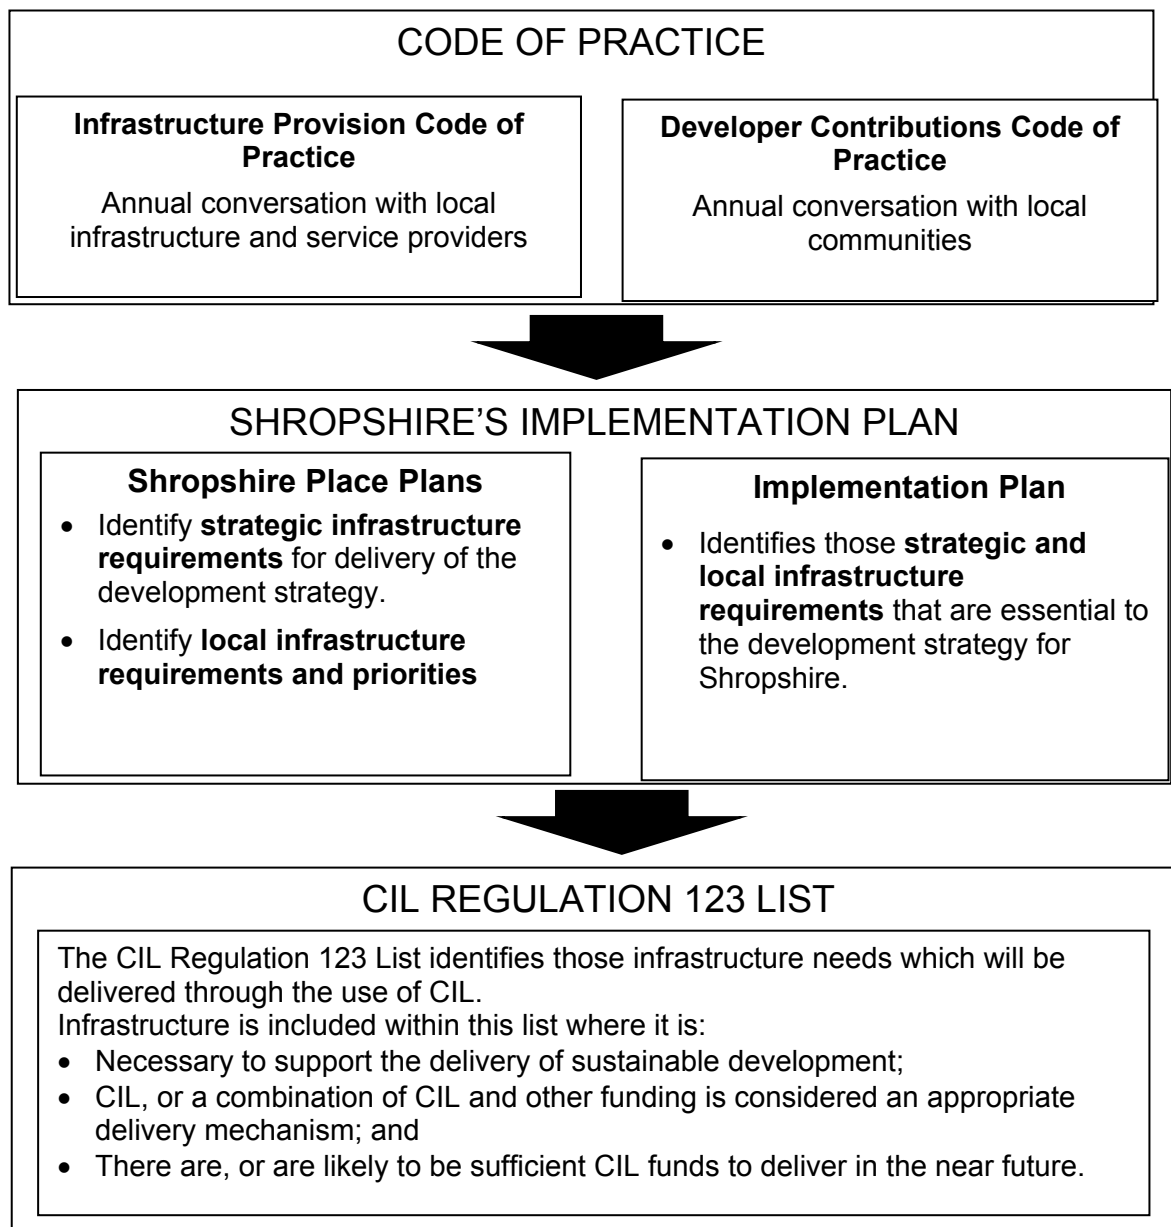 CODE OF PRACTICE
Infrastructure Provision Code of
Practice
Annual conversation with local
infrastructure and service providers
Developer Contributions Code of
Practice
Annual conversation with local
communities
SHROPSHIRE’S IMPLEMENTATION PLAN
Shropshire Place Plans
• Identify strategic infrastructure
requirements for delivery of the
development strategy.
• Identify local infrastructure
requirements and priorities
Implementation Plan
• Identifies those strategic and
local infrastructure
requirements that are essential to
the development strategy for
Shropshire.
CIL REGULATION 123 LIST
The CIL Regulation 123 List identifies those infrastructure needs which will be
delivered through the use of CIL.
Infrastructure is included within this list where it is:
• Necessary to support the delivery of sustainable development;
• CIL, or a combination of CIL and other funding is considered an appropriate
delivery mechanism; and
• There are, or are likely to be sufficient CIL funds to deliver in the near future.